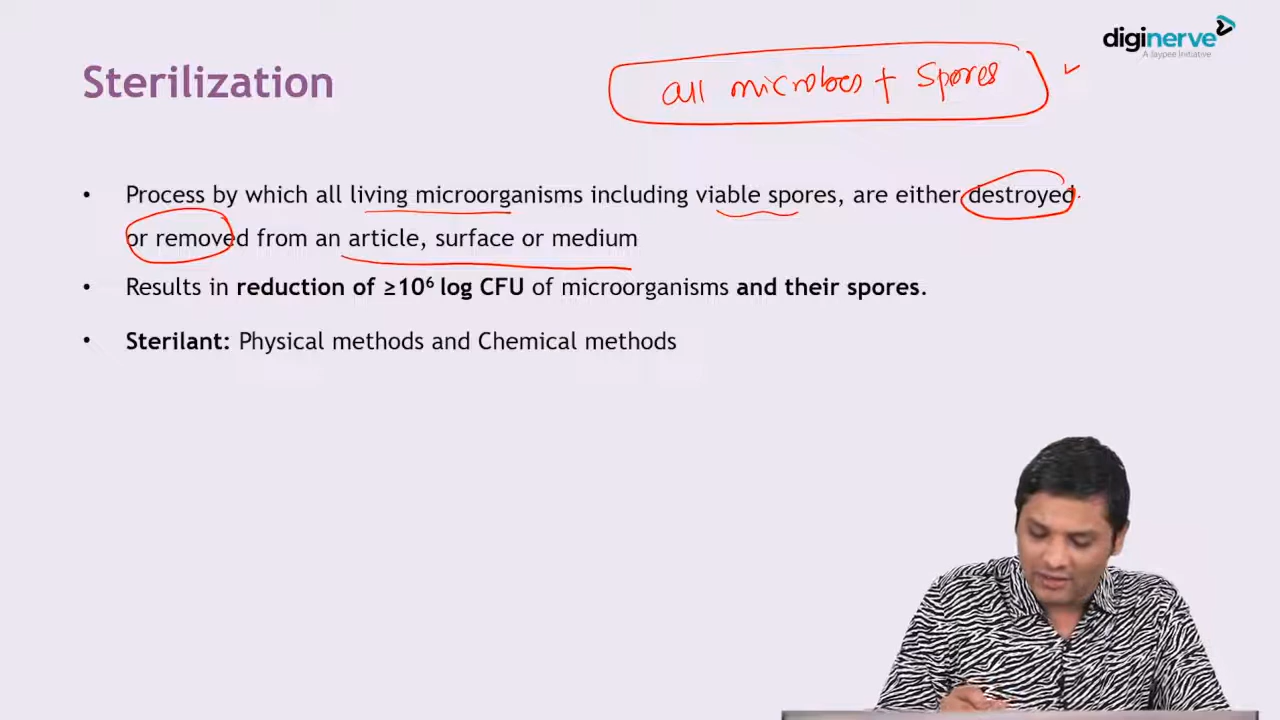 diginerve
A Jaypee Initiative
Sterilization
all microbes + Spores
• Process by which all living microorganisms including viable spores, are either destroyed
or removed from an article, surface or medium
• Results in reduction of ≥10⁶ log CFU of microorganisms and their spores.
• Sterilant: Physical methods and Chemical methods